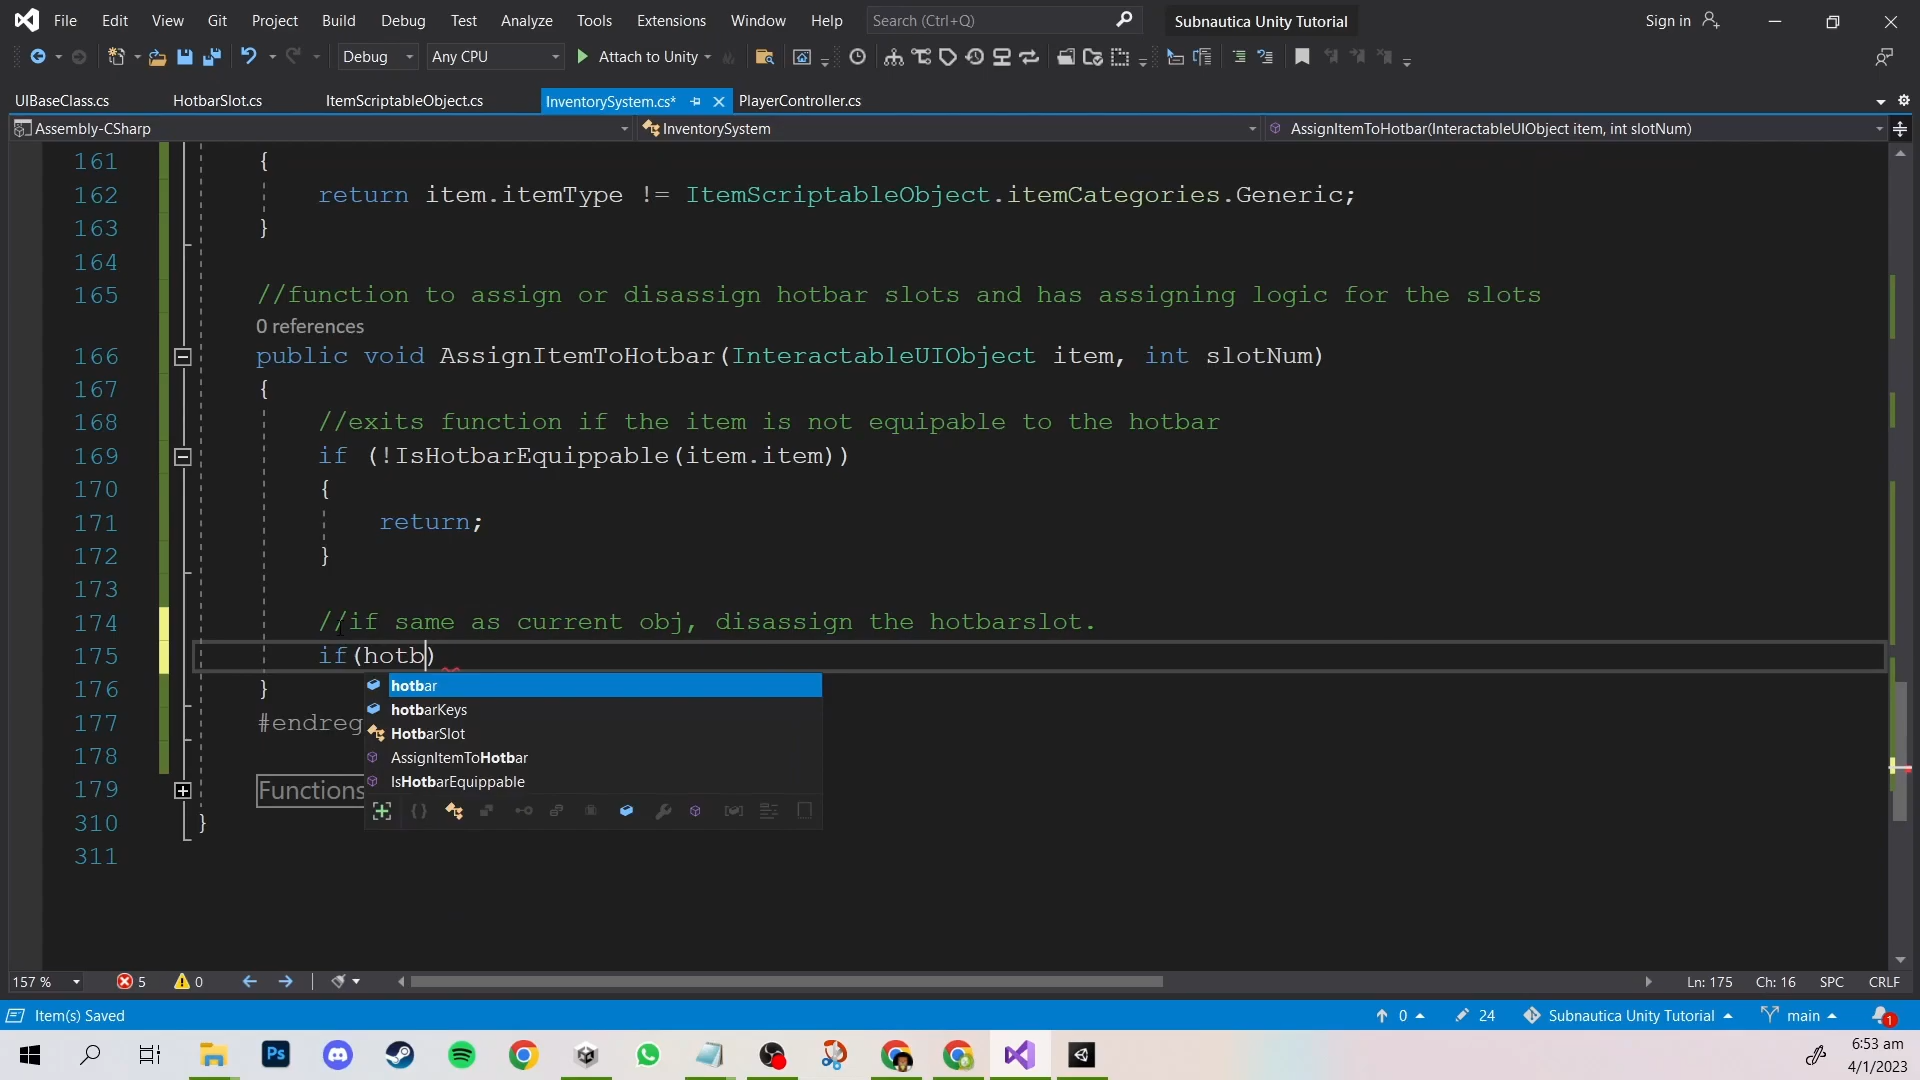 File Edit View Git Project Build Debug Test Analyze Tools Extensions Window Help Search (Ctrl+Q) Subnautica Unity Tutorial Sign in
Debug Any CPU Attach to Unity
UIBaseClass.cs HotbarSlot.cs ItemScriptableObject.cs InventorySystem.cs* PlayerController.cs
Assembly-CSharp InventorySystem AssignItemToHotbar(InteractableUIObject item, int slotNum)
161 {
162 return item.itemType != ItemScriptableObject.itemCategories.Generic;
163 }
164
165 //function to assign or disassign hotbar slots and has assigning logic for the slots
0 references
166 public void AssignItemToHotbar(InteractableUIObject item, int slotNum)
167 {
168 //exits function if the item is not equipable to the hotbar
169 if (!IsHotbarEquippable(item.item))
170 {
171 return;
172 }
173
174 //if same as current obj, disassign the hotbarslot.
175 if(hotb)
176 }
hotbar
177 #endreg
hotbarKeys
HotbarSlot
178
AssignItemToHotbar
IsHotbarEquippable
179 Functions
310 }
311
157 % 5 0 Ln: 175 Ch: 16 SPC CRLF
Item(s) Saved 0 24 Subnautica Unity Tutorial main 1
Ps
6:53 am
4/1/2023